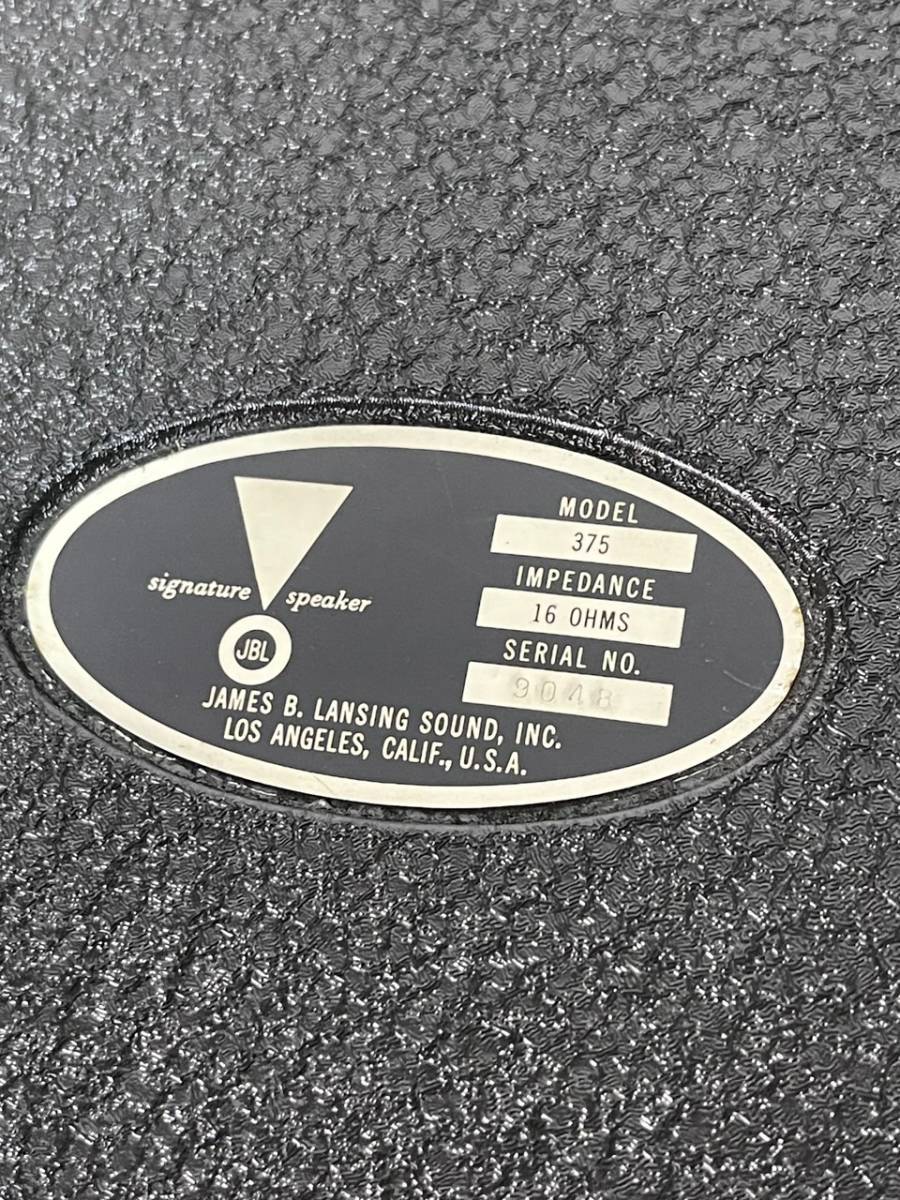 signature speaker
JBL
JAMES B. LANSING SOUND, INC.
LOS ANGELES, CALIF., U.S.A.
MODEL
375
IMPEDANCE
16 OHMS
SERIAL NO.
9048